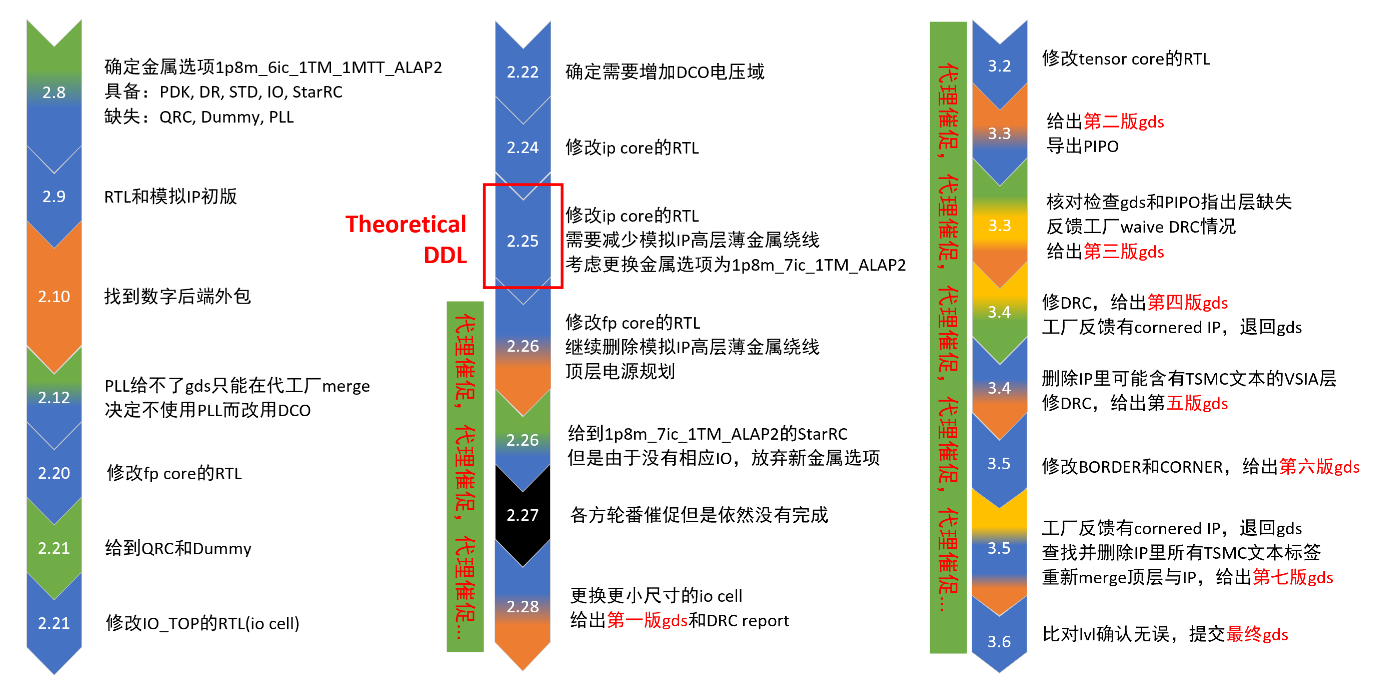 2.8
确定金属选项1p8m_6ic_1TM_1MTT_ALAP2
具备：PDK, DR, STD, IO, StarRC
缺失：QRC, Dummy, PLL
2.9
RTL和模拟IP初版
2.10
找到数字后端外包
2.12
PLL给不了gds只能在代工厂merge
决定不使用PLL而改用DCO
2.20
修改fp core的RTL
2.21
给到QRC和Dummy
2.21
修改IO_TOP的RTL(io cell)
2.22
确定需要增加DCO电压域
2.24
修改ip core的RTL
Theoretical
DDL
2.25
修改ip core的RTL
需要减少模拟IP高层薄金属绕线
考虑更换金属选项为1p8m_7ic_1TM_ALAP2
代理催促，代理催促，代理催促…
2.26
修改fp core的RTL
继续删除模拟IP高层薄金属绕线
顶层电源规划
2.26
给到1p8m_7ic_1TM_ALAP2的StarRC
但是由于没有相应IO，放弃新金属选项
2.27
各方轮番催促但是依然没有完成
2.28
更换更小尺寸的io cell
给出第一版gds和DRC report
代理催促，代理催促，代理催促，代理催促，代理催促…
3.2
修改tensor core的RTL
3.3
给出第二版gds
导出PIPO
3.3
核对检查gds和PIPO指出层缺失
反馈工厂waive DRC情况
给出第三版gds
3.4
修DRC，给出第四版gds
工厂反馈有cornered IP，退回gds
3.4
删除IP里可能含有TSMC文本的VSIA层
修DRC，给出第五版gds
3.5
修改BORDER和CORNER，给出第六版gds
3.5
工厂反馈有cornered IP，退回gds
查找并删除IP里所有TSMC文本标签
重新merge顶层与IP，给出第七版gds
3.6
比对lvl确认无误，提交最终gds